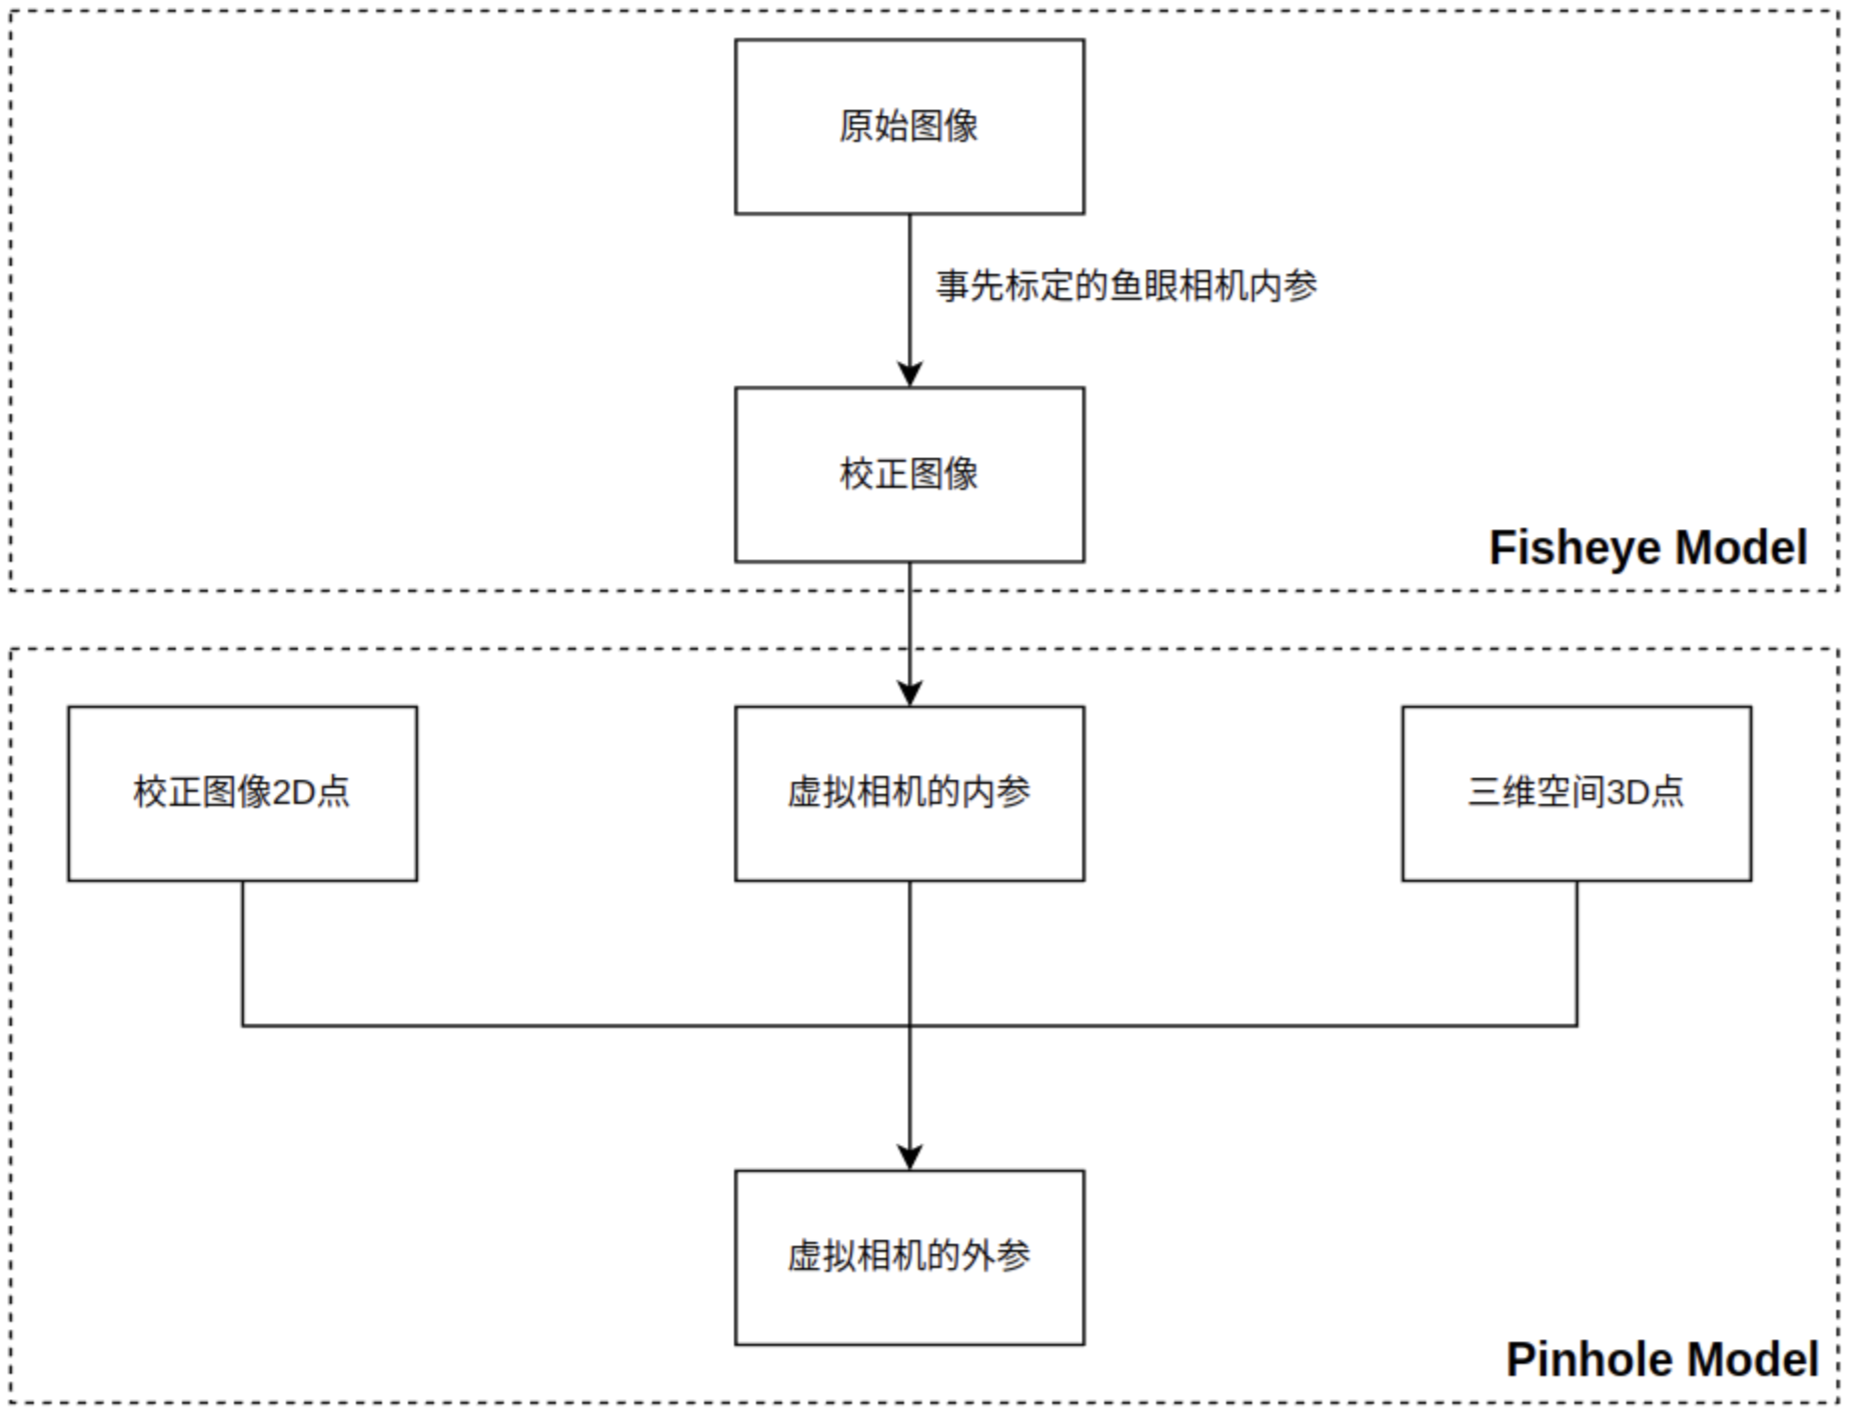 原始图像
事先标定的鱼眼相机内参
校正图像
Fisheye Model
校正图像2D点
虚拟相机的内参
三维空间3D点
虚拟相机的外参
Pinhole Model